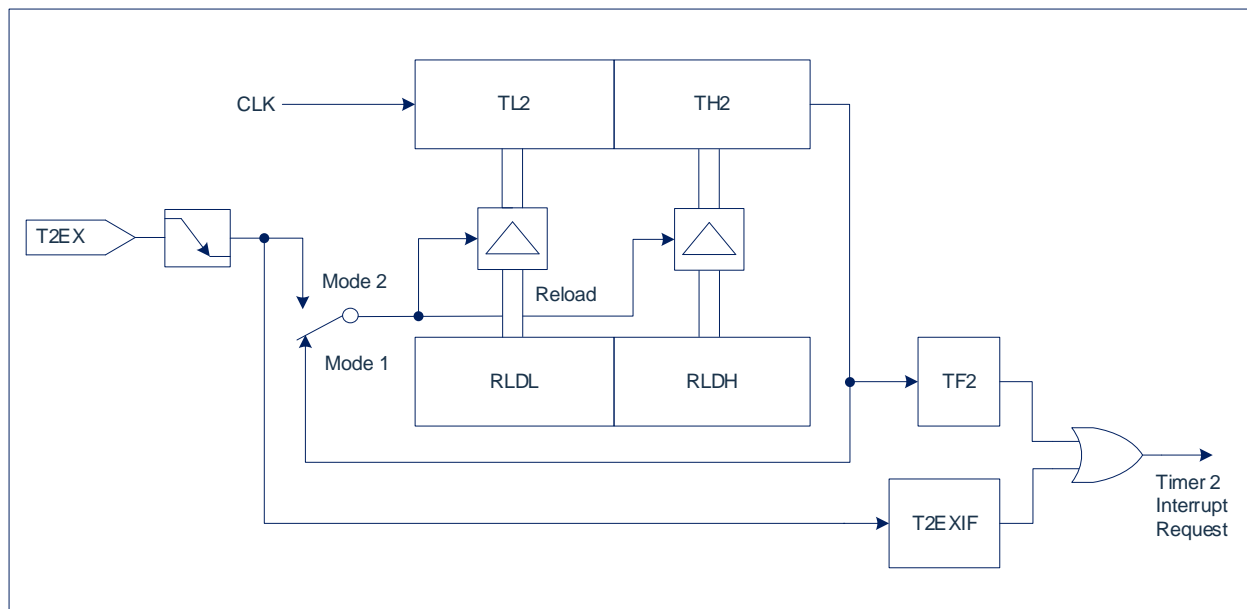 CLK
TL2
TH2
T2EX
Mode 2
Reload
Mode 1
RLDL
RLDH
TF2
T2EXIF
Timer 2
Interrupt
Request